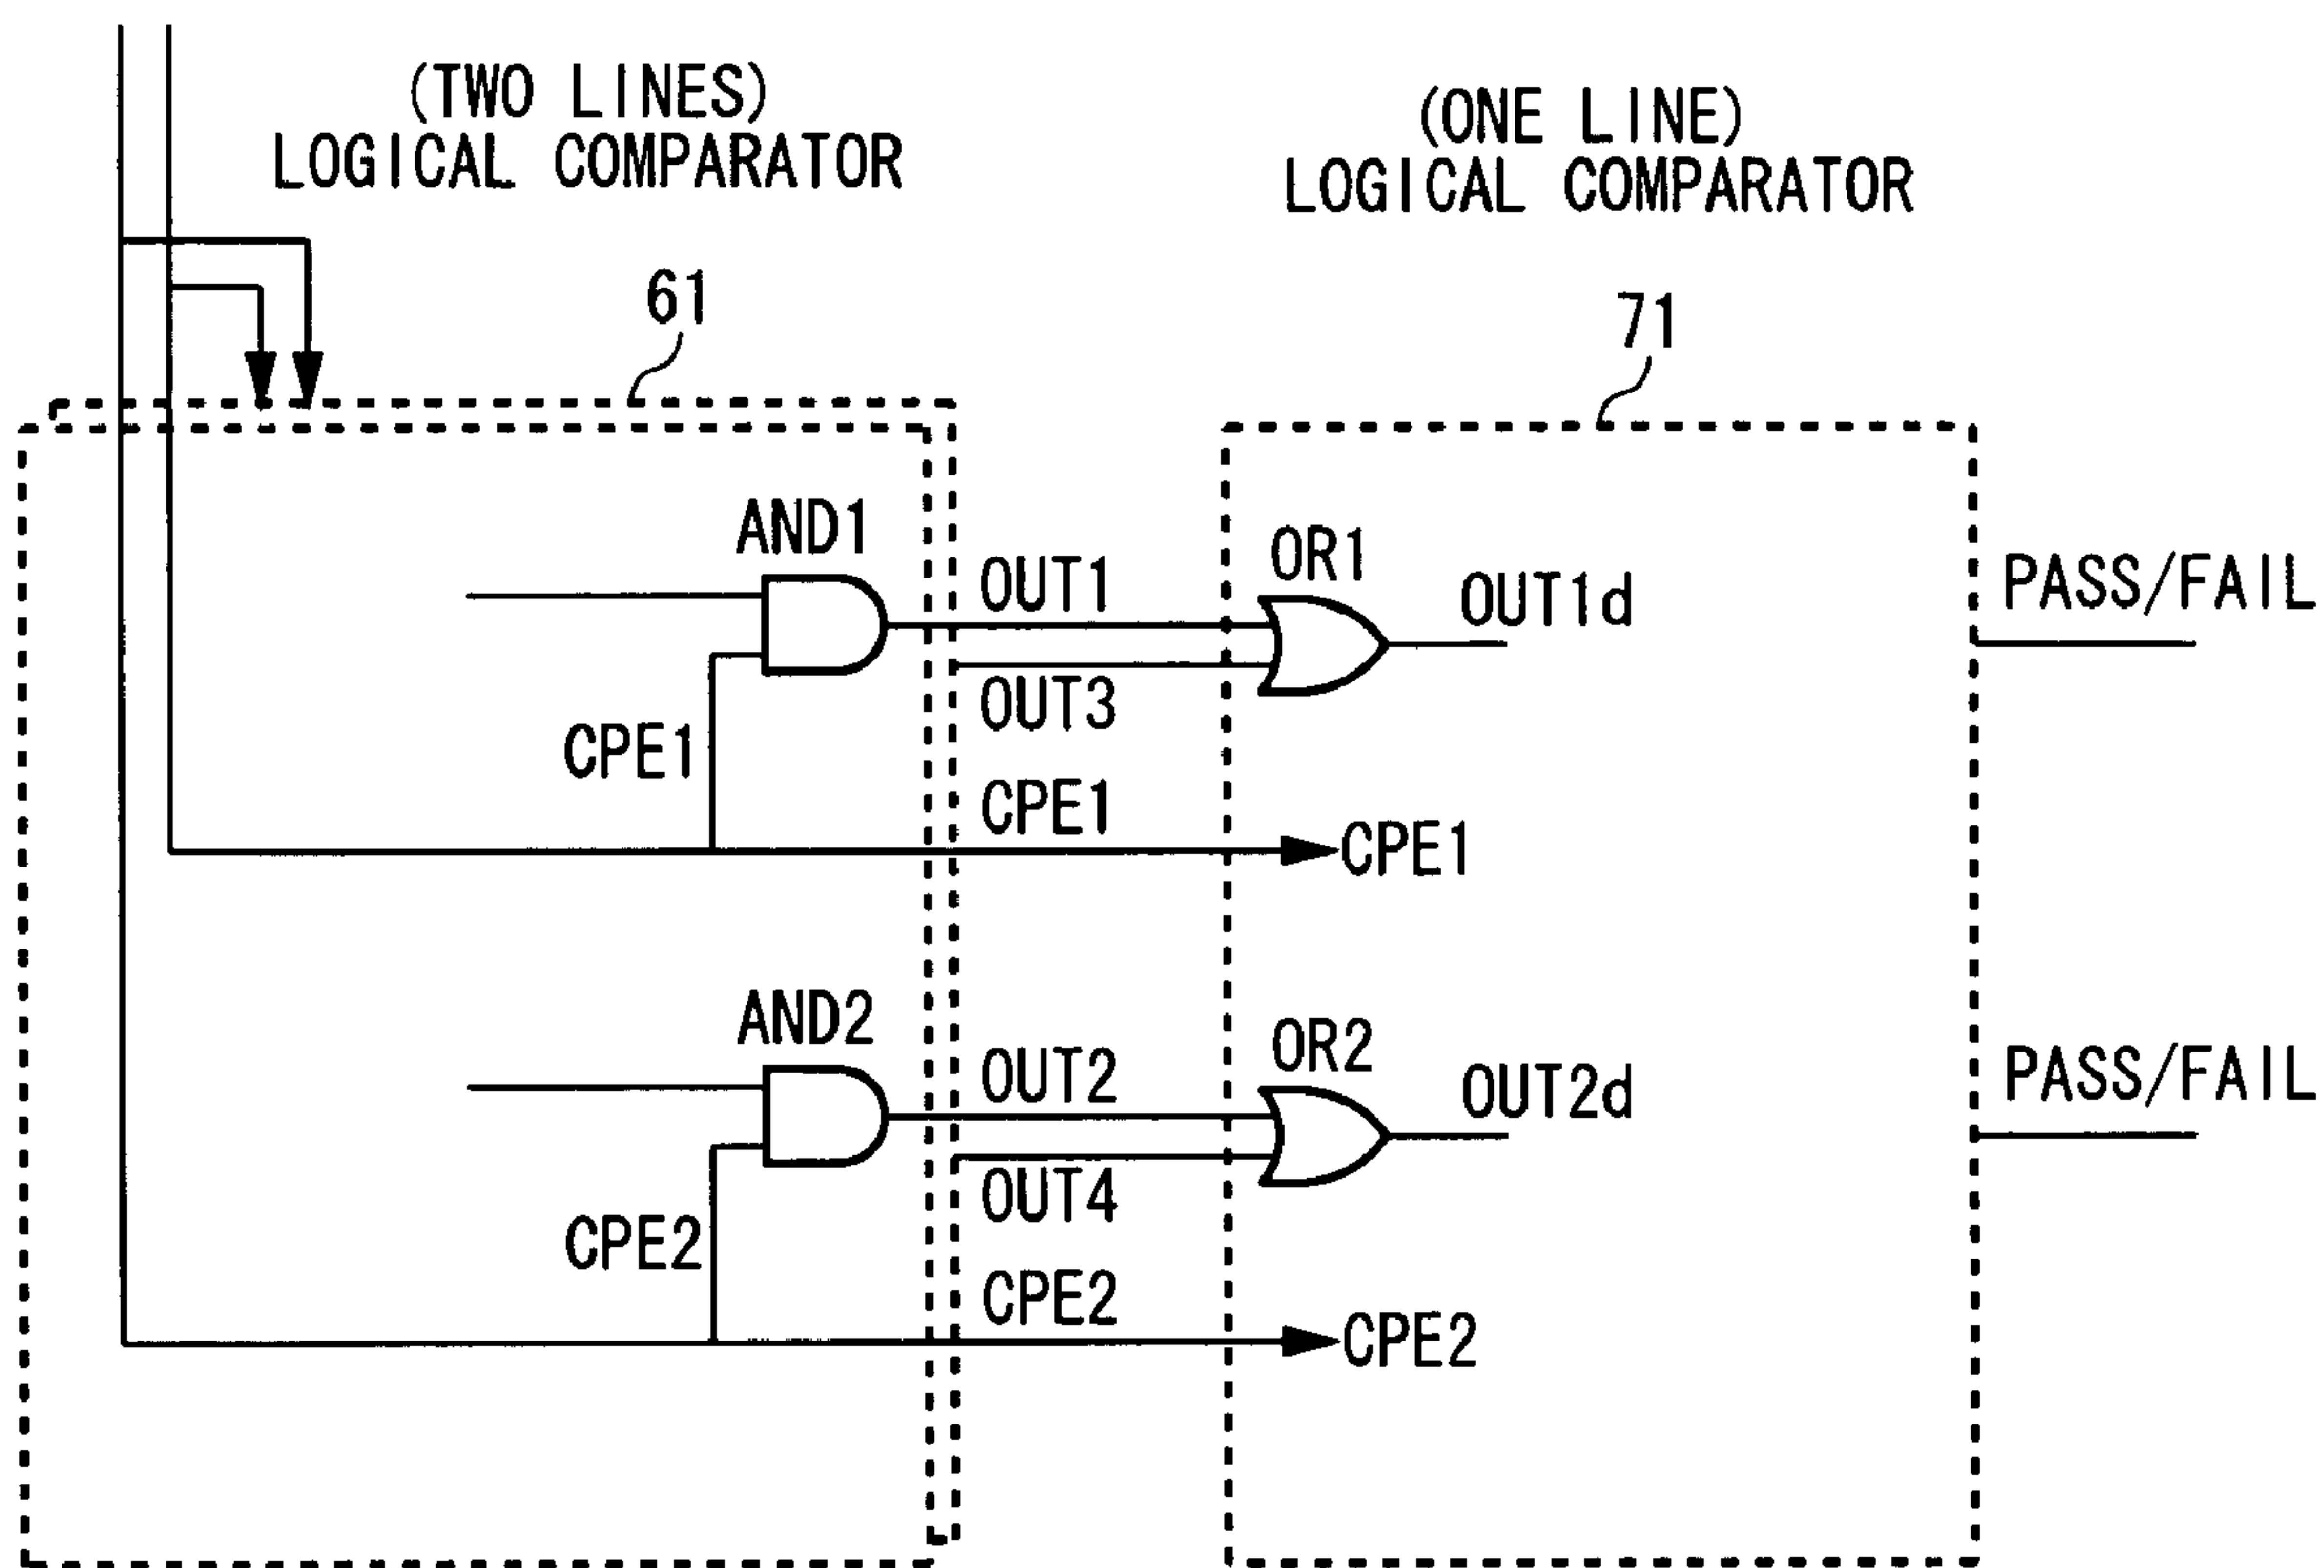 (TWO LINES)
LOGICAL COMPARATOR
(ONE LINE)
LOGICAL COMPARATOR
61
71
AND1
OUT1
OR1
OUT1d
PASS/FAIL
OUT3
CPE1
CPE1
CPE1
AND2
OUT2
OR2
OUT2d
PASS/FAIL
OUT4
CPE2
CPE2
CPE2